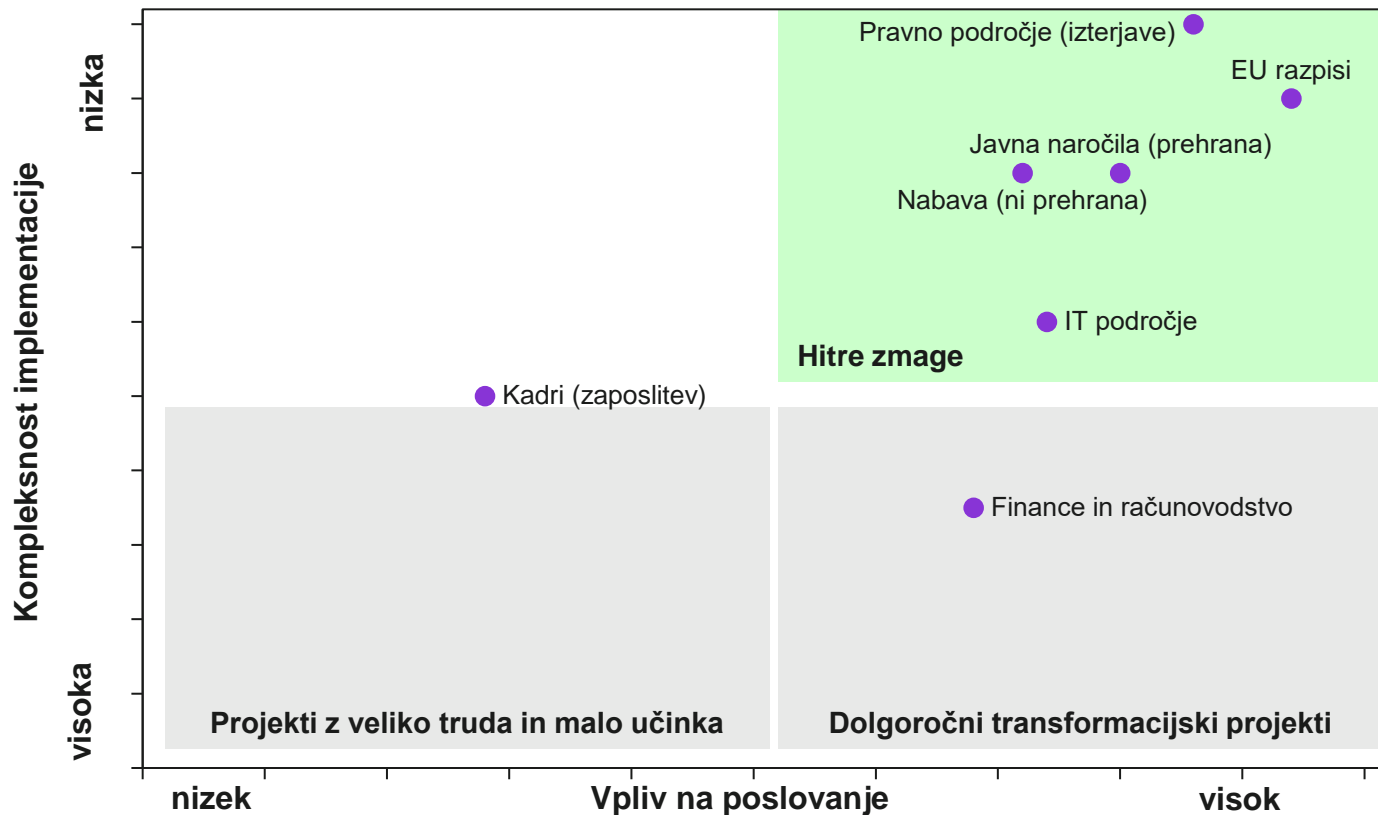 Pravno področje (izterjave)
EU razpisi
Javna naročila (prehrana)
Nabava (ni prehrana)
IT področje
Hitre zmage
Kadri (zaposlitev)
Finance in računovodstvo
Projekti z veliko truda in malo učinka
Dolgoročni transformacijski projekti
nizka
Kompleksnost implementacije
visoka
nizek
Vpliv na poslovanje
visok